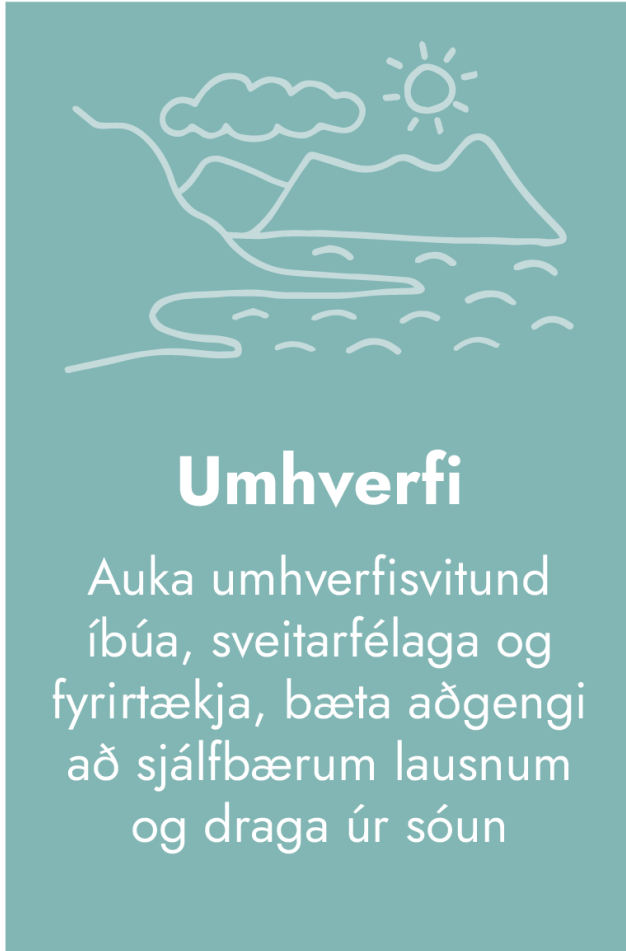 Umhverfi
Auka umhverfisvitund
íbúa, sveitarfélaga og
fyrirtækja, bæta aðgengi
að sjálfbærum lausnum
og draga úr sóun